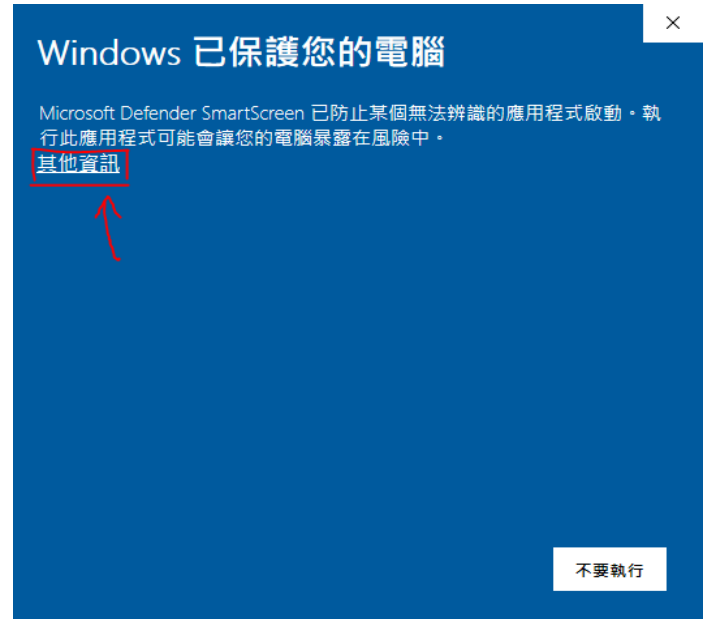 Windows 已保護您的電腦
Microsoft Defender SmartScreen 已防止某個無法辨識的應用程式啟動。執
行此應用程式可能會讓您的電腦暴露在風險中。
其他資訊
不要執行